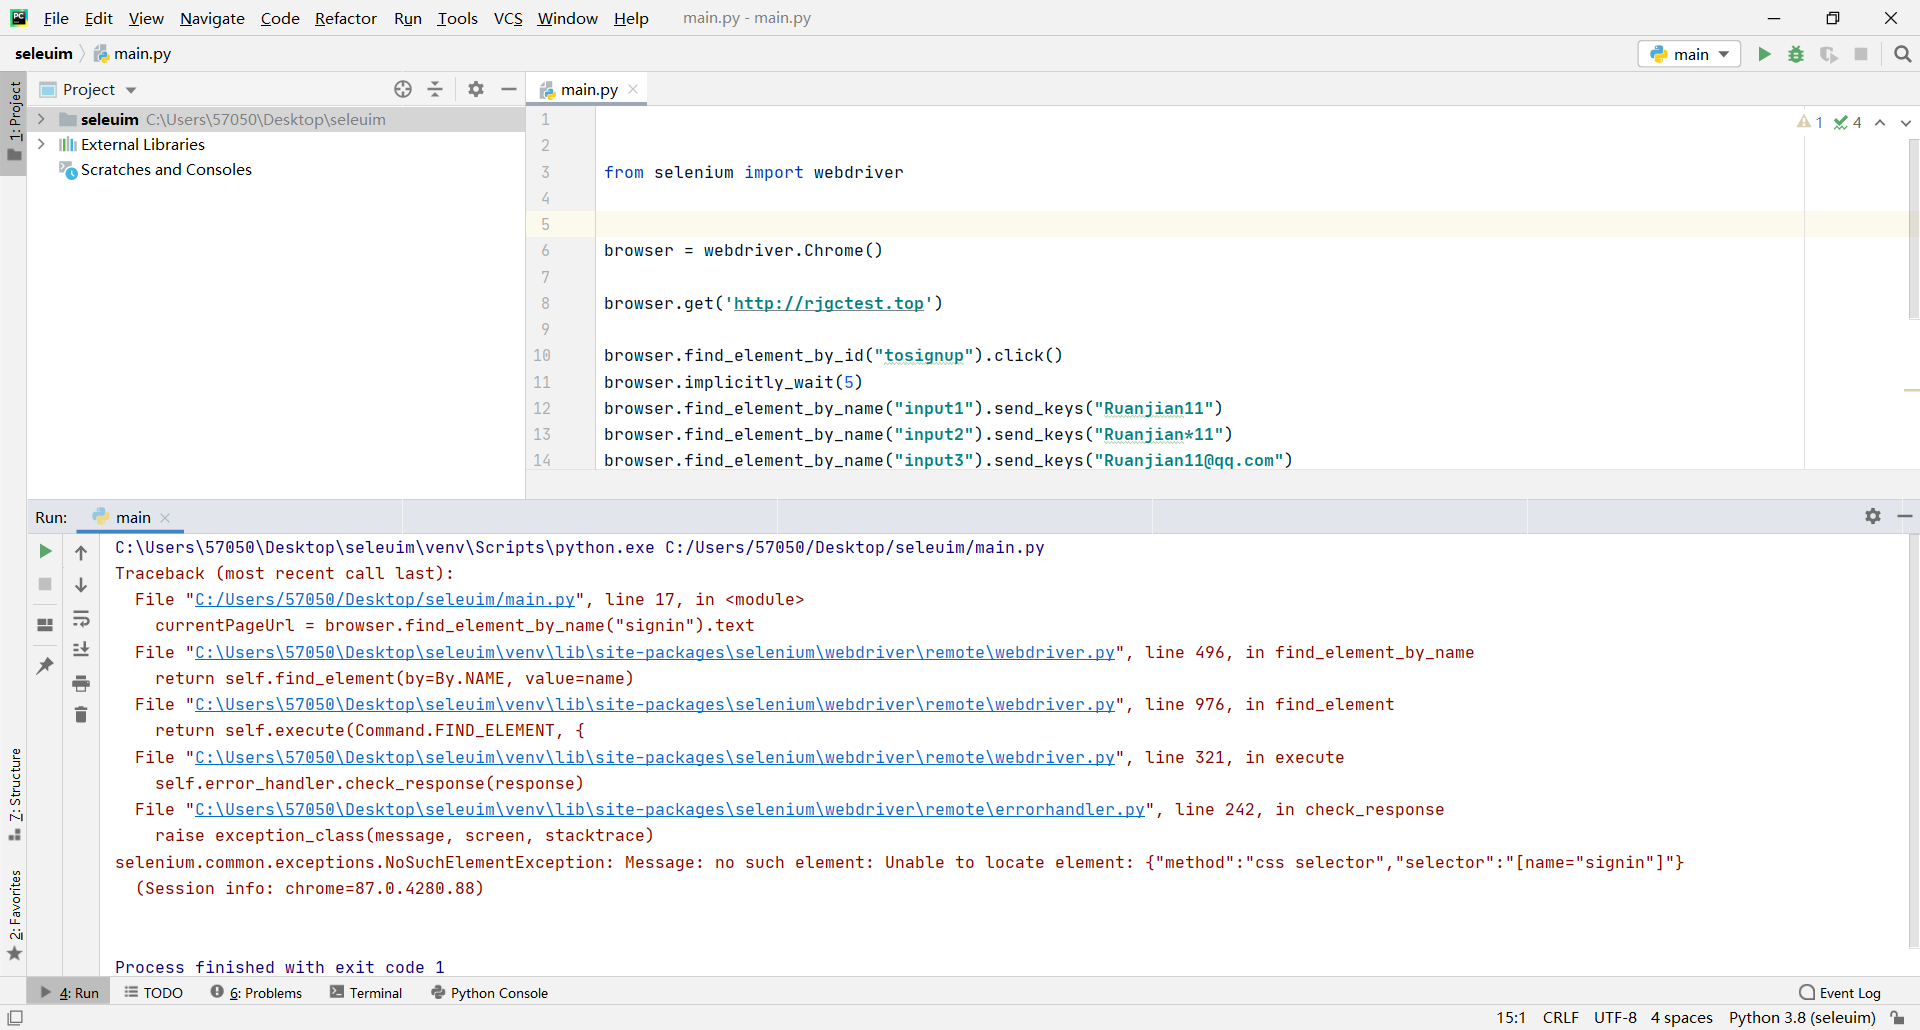 File Edit View Navigate Code Refactor Run Tools VCS Window Help main.py - main.py
seleuim main.py
main
1: Project
Project
main.py
seleuim C:\Users\57050\Desktop\seleuim
External Libraries
Scratches and Consoles
1 4
1
2
3 from selenium import webdriver
4
5
6 browser = webdriver.Chrome()
7
8 browser.get('http://rjgctest.top')
9
10 browser.find_element_by_id("tosignup").click()
11 browser.implicitly_wait(5)
12 browser.find_element_by_name("input1").send_keys("Ruanjian11")
13 browser.find_element_by_name("input2").send_keys("Ruanjian*11")
14 browser.find_element_by_name("input3").send_keys("Ruanjian11@qq.com")
Run: main
C:\Users\57050\Desktop\seleuim\venv\Scripts\python.exe C:/Users/57050/Desktop/seleuim/main.py
Traceback (most recent call last):
File "C:/Users/57050/Desktop/seleuim/main.py", line 17, in <module>
currentPageUrl = browser.find_element_by_name("signin").text
File "C:\Users\57050\Desktop\seleuim\venv\lib\site-packages\selenium\webdriver\remote\webdriver.py", line 496, in find_element_by_name
return self.find_element(by=By.NAME, value=name)
File "C:\Users\57050\Desktop\seleuim\venv\lib\site-packages\selenium\webdriver\remote\webdriver.py", line 976, in find_element
return self.execute(Command.FIND_ELEMENT, {
File "C:\Users\57050\Desktop\seleuim\venv\lib\site-packages\selenium\webdriver\remote\webdriver.py", line 321, in execute
self.error_handler.check_response(response)
File "C:\Users\57050\Desktop\seleuim\venv\lib\site-packages\selenium\webdriver\remote\errorhandler.py", line 242, in check_response
raise exception_class(message, screen, stacktrace)
selenium.common.exceptions.NoSuchElementException: Message: no such element: Unable to locate element: {"method":"css selector","selector":"[name="signin"]"}
(Session info: chrome=87.0.4280.88)
Process finished with exit code 1
7: Structure
2: Favorites
4: Run TODO 6: Problems Terminal Python Console Event Log
15:1 CRLF UTF-8 4 spaces Python 3.8 (seleuim)